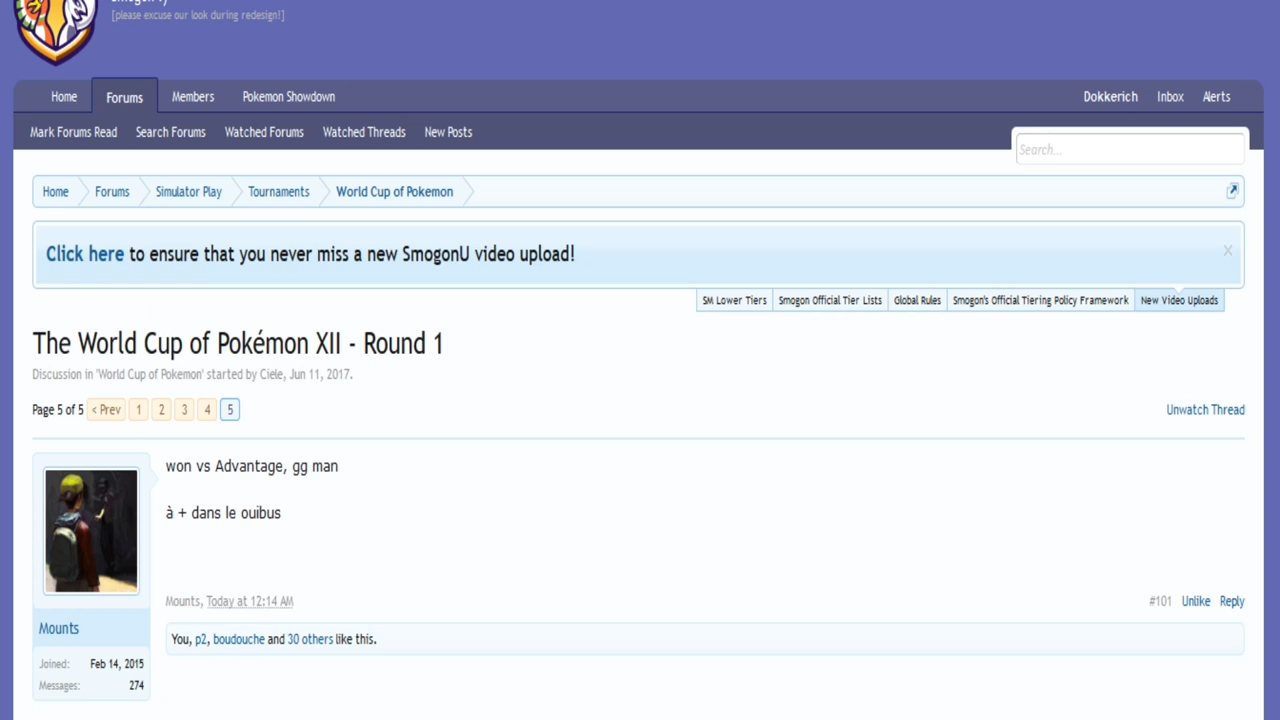 [please excuse our look during redesign!]
Home Forums Members Pokemon Showdown Dokkerich Inbox Alerts
Mark Forums Read Search Forums Watched Forums Watched Threads New Posts
Search...
Home Forums Simulator Play Tournaments World Cup of Pokemon
Click here to ensure that you never miss a new SmogonU video upload!
SM Lower Tiers Smogon Official Tier Lists Global Rules Smogon's Official Tiering Policy Framework New Video Uploads
The World Cup of Pokémon XII - Round 1
Discussion in 'World Cup of Pokemon' started by Ciele, Jun 11, 2017.
Page 5 of 5 < Prev 1 2 3 4 5 Unwatch Thread
won vs Advantage, gg man
à + dans le ouibus
Mounts, Today at 12:14 AM #101 Unlike Reply
Mounts
You, p2, boudouche and 30 others like this.
Joined: Feb 14, 2015
Messages: 274